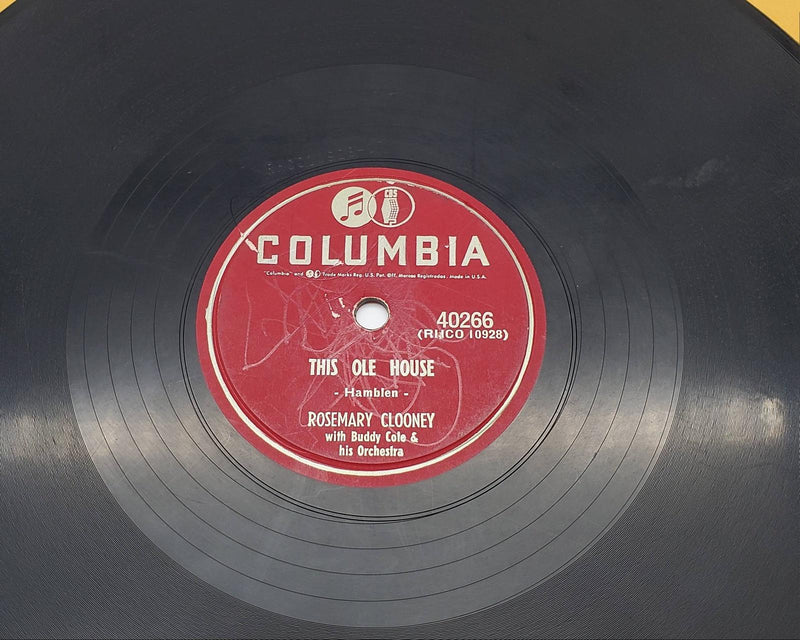 CBS
COLUMBIA
"Columbia" and Trade Marks Reg. U.S. Pat. Off. Marcas Registradas. Made in U.S.A.
40266
(RHCO 10928)
THIS OLE HOUSE
- Hamblen -
ROSEMARY CLOONEY
with Buddy Cole &
his Orchestra